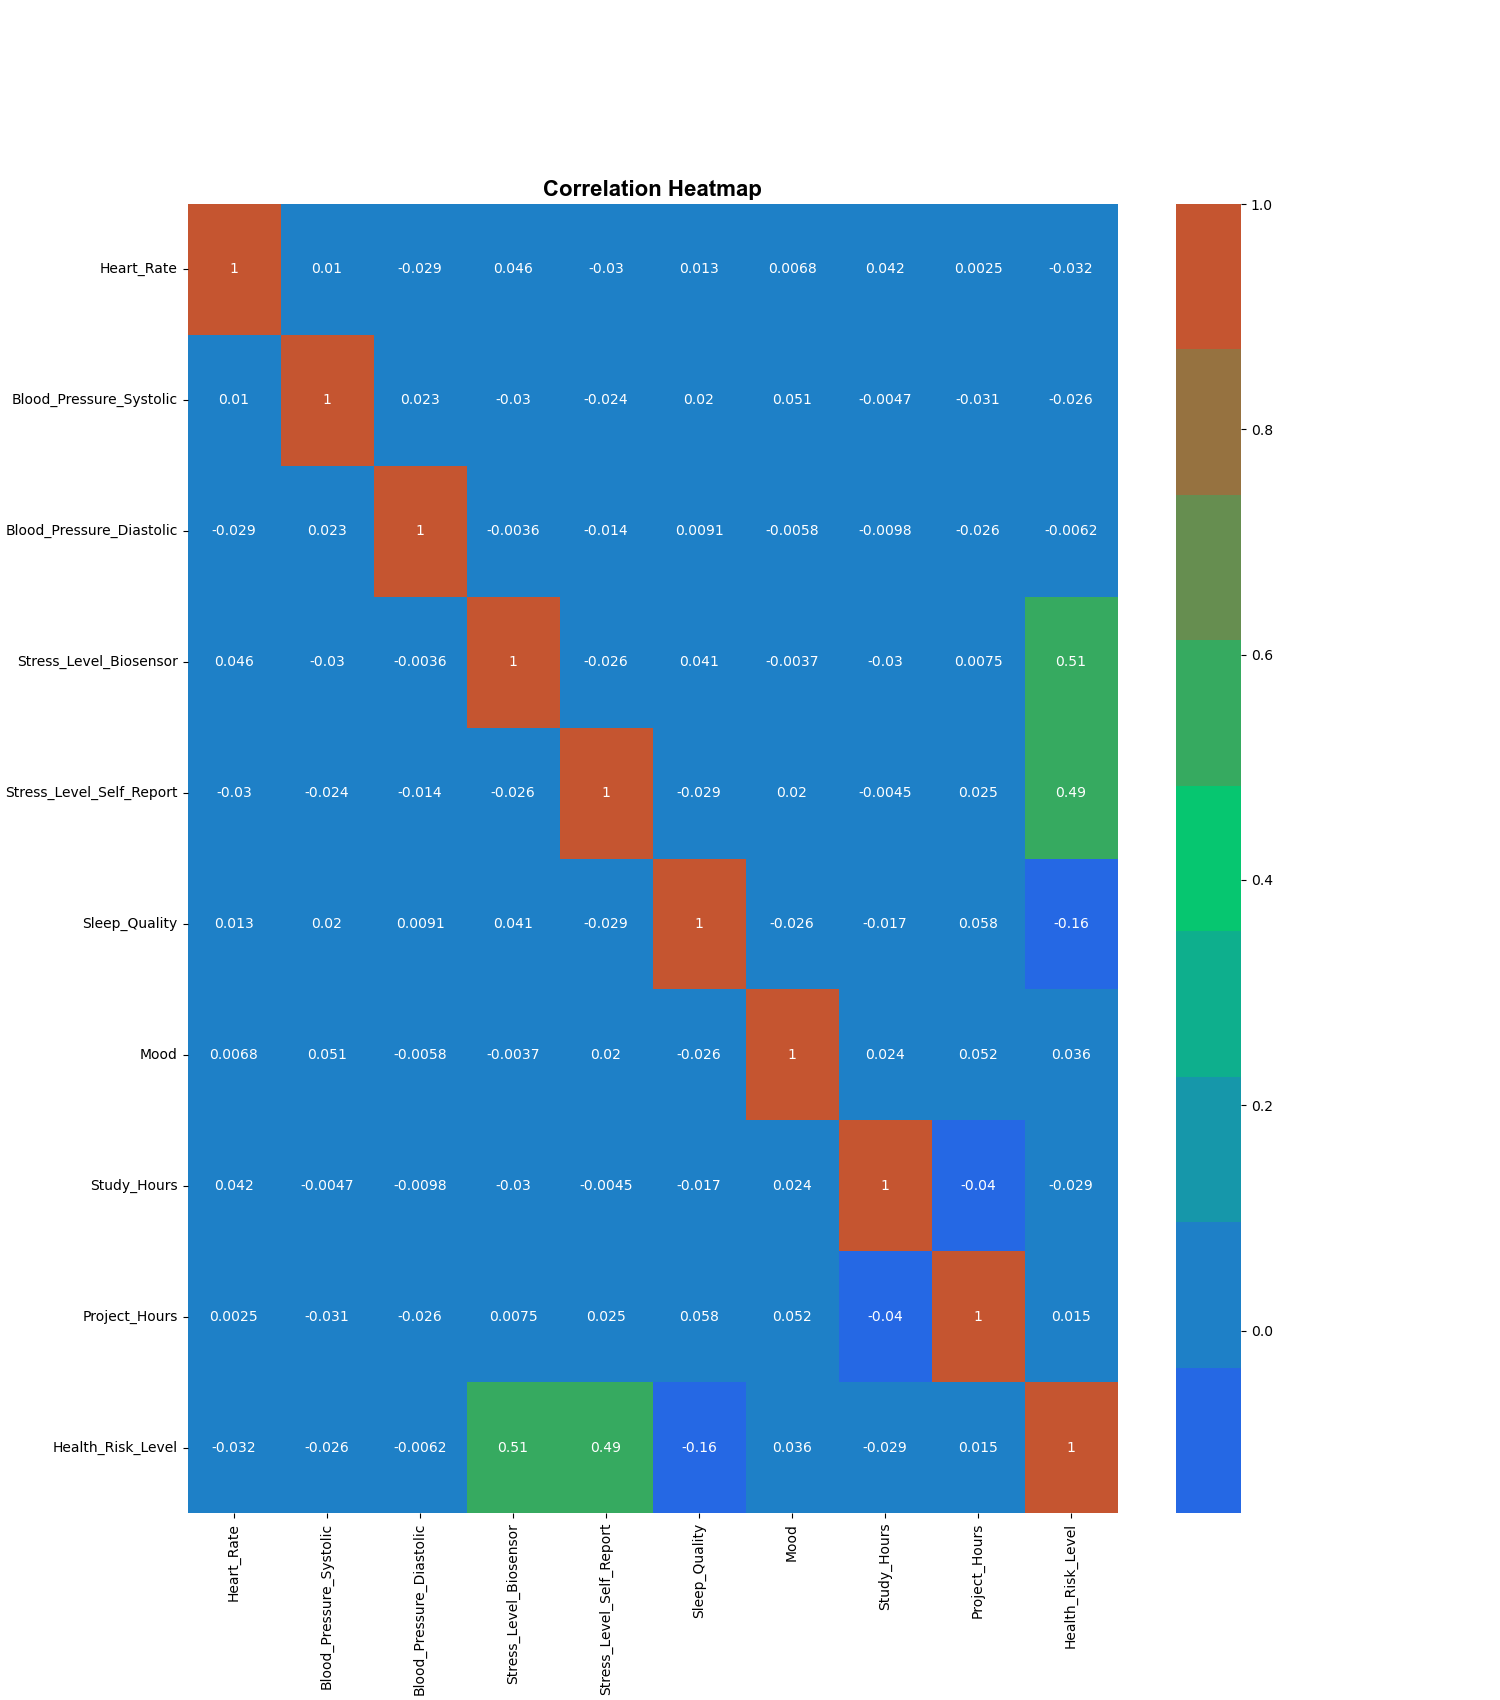 Correlation Heatmap
Heart_Rate 1 0.01 -0.029 0.046 -0.03 0.013 0.0068 0.042 0.0025 -0.032
Blood_Pressure_Systolic 0.01 1 0.023 -0.03 -0.024 0.02 0.051 -0.0047 -0.031 -0.026
Blood_Pressure_Diastolic -0.029 0.023 1 -0.0036 -0.014 0.0091 -0.0058 -0.0098 -0.026 -0.0062
Stress_Level_Biosensor 0.046 -0.03 -0.0036 1 -0.026 0.041 -0.0037 -0.03 0.0075 0.51
Stress_Level_Self_Report -0.03 -0.024 -0.014 -0.026 1 -0.029 0.02 -0.0045 0.025 0.49
Sleep_Quality 0.013 0.02 0.0091 0.041 -0.029 1 -0.026 -0.017 0.058 -0.16
Mood 0.0068 0.051 -0.0058 -0.0037 0.02 -0.026 1 0.024 0.052 0.036
Study_Hours 0.042 -0.0047 -0.0098 -0.03 -0.0045 -0.017 0.024 1 -0.04 -0.029
Project_Hours 0.0025 -0.031 -0.026 0.0075 0.025 0.058 0.052 -0.04 1 0.015
Health_Risk_Level -0.032 -0.026 -0.0062 0.51 0.49 -0.16 0.036 -0.029 0.015 1
Heart_Rate
Blood_Pressure_Systolic
Blood_Pressure_Diastolic
Stress_Level_Biosensor
Stress_Level_Self_Report
Sleep_Quality
Mood
Study_Hours
Project_Hours
Health_Risk_Level
1.0
0.8
0.6
0.4
0.2
0.0